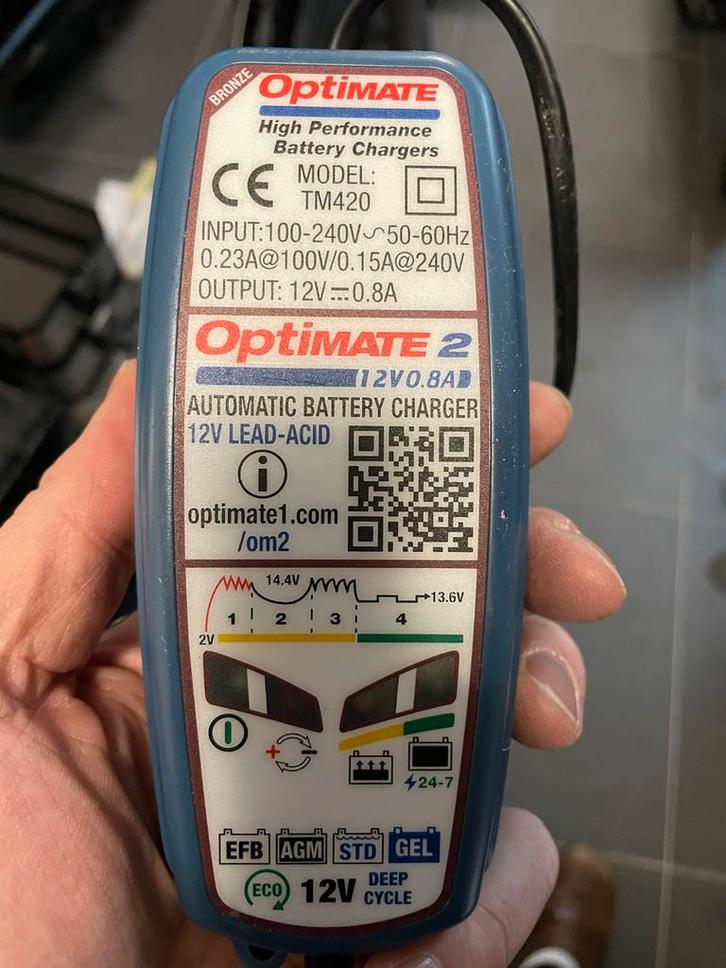 BRONZE
OptiMATE
High Performance
Battery Chargers
CE MODEL:
TM420
INPUT:100-240V~50-60Hz
0.23A@100V/0.15A@240V
OUTPUT: 12V⎓0.8A
OptiMATE 2
12V 0.8A
AUTOMATIC BATTERY CHARGER
12V LEAD-ACID
i
optimate1.com
/om2
14.4V
13.6V
1 2 3 4
2V
+ -
24-7
EFB AGM STD GEL
ECO 12V DEEP
CYCLE